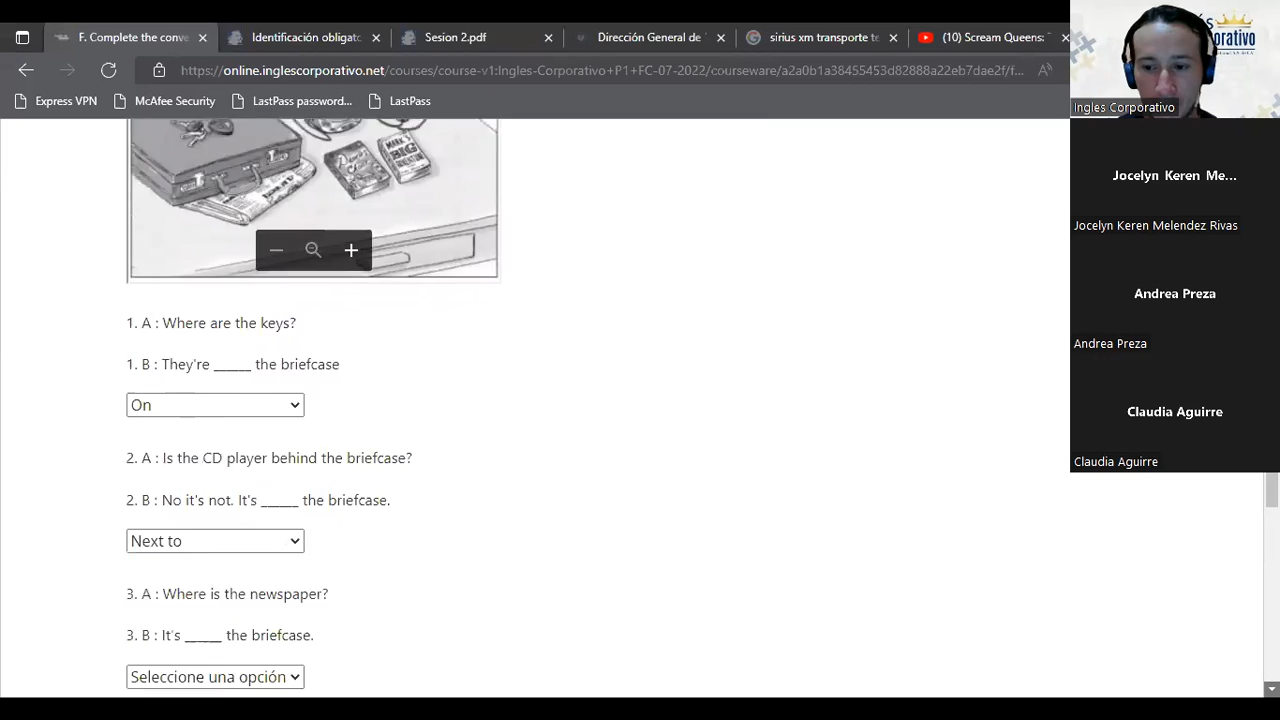 F. Complete the conve
Identificación obligato
Sesion 2.pdf
Dirección General de
sirius xm transporte te
(10) Scream Queens:
https://online.inglescorporativo.net/courses/course-v1:Ingles-Corporativo+P1+FC-07-2022/courseware/a2a0b1a38455453d82888a22eb7dae2f/f...
Express VPN
McAfee Security
LastPass password...
LastPass
Ingles Corporativo
Jocelyn Keren Me...
Jocelyn Keren Melendez Rivas
Andrea Preza
Andrea Preza
Claudia Aguirre
Claudia Aguirre
BIG
1. A : Where are the keys?
1. B : They're ______ the briefcase
On
2. A : Is the CD player behind the briefcase?
2. B : No it's not. It's ______ the briefcase.
Next to
3. A : Where is the newspaper?
3. B : It's ______ the briefcase.
Seleccione una opción